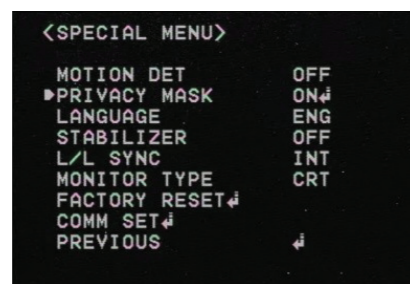 <SPECIAL MENU>
MOTION DET OFF
PRIVACY MASK ON↲
LANGUAGE ENG
STABILIZER OFF
L/L SYNC INT
MONITOR TYPE CRT
FACTORY RESET↲
COMM SET↲
PREVIOUS ↲